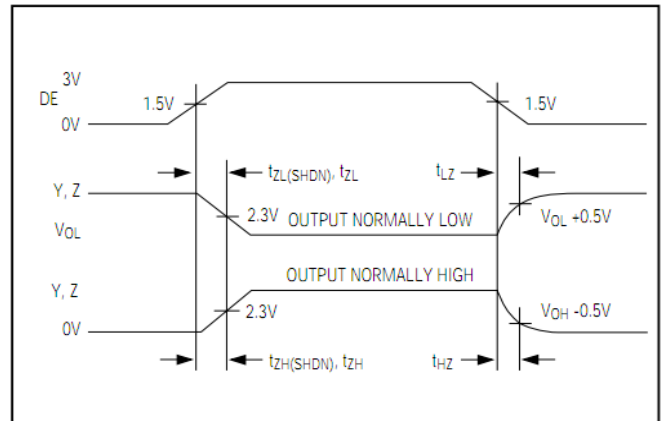 3V
DE
1.5V
1.5V
0V
tZL(SHDN), tZL
tLZ
Y, Z
2.3V
OUTPUT NORMALLY LOW
VOL +0.5V
VOL
OUTPUT NORMALLY HIGH
Y, Z
2.3V
VOH -0.5V
0V
tZH(SHDN), tZH
tHZ